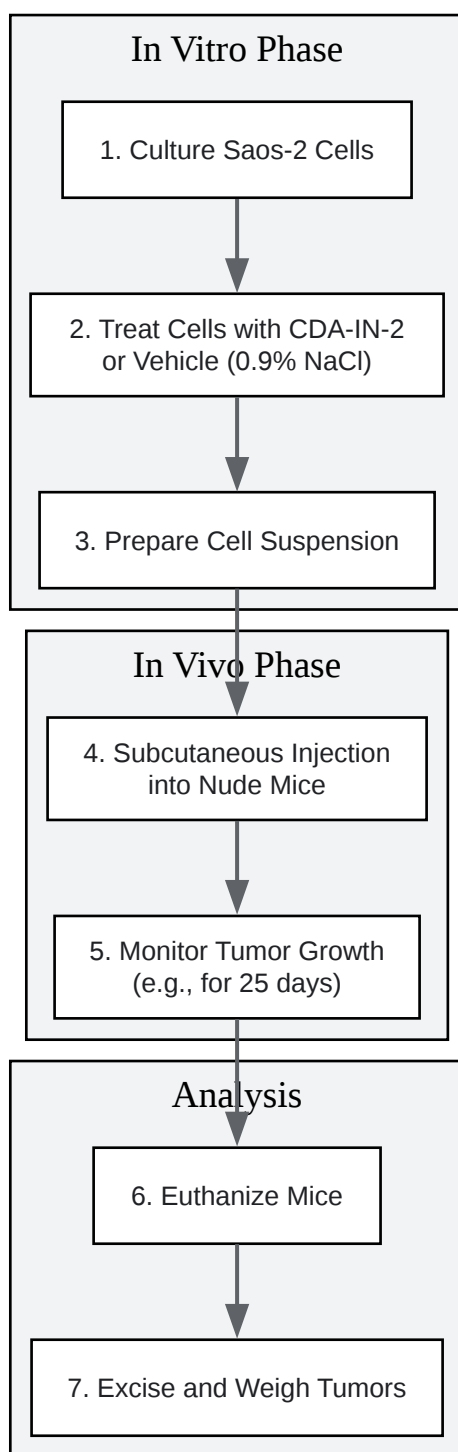 In Vitro Phase
1. Culture Saos-2 Cells
2. Treat Cells with CDA-IN-2
or Vehicle (0.9% NaCl)
3. Prepare Cell Suspension
In Vivo Phase
4. Subcutaneous Injection
into Nude Mice
5. Monitor Tumor Growth
(e.g., for 25 days)
Analysis
6. Euthanize Mice
7. Excise and Weigh Tumors